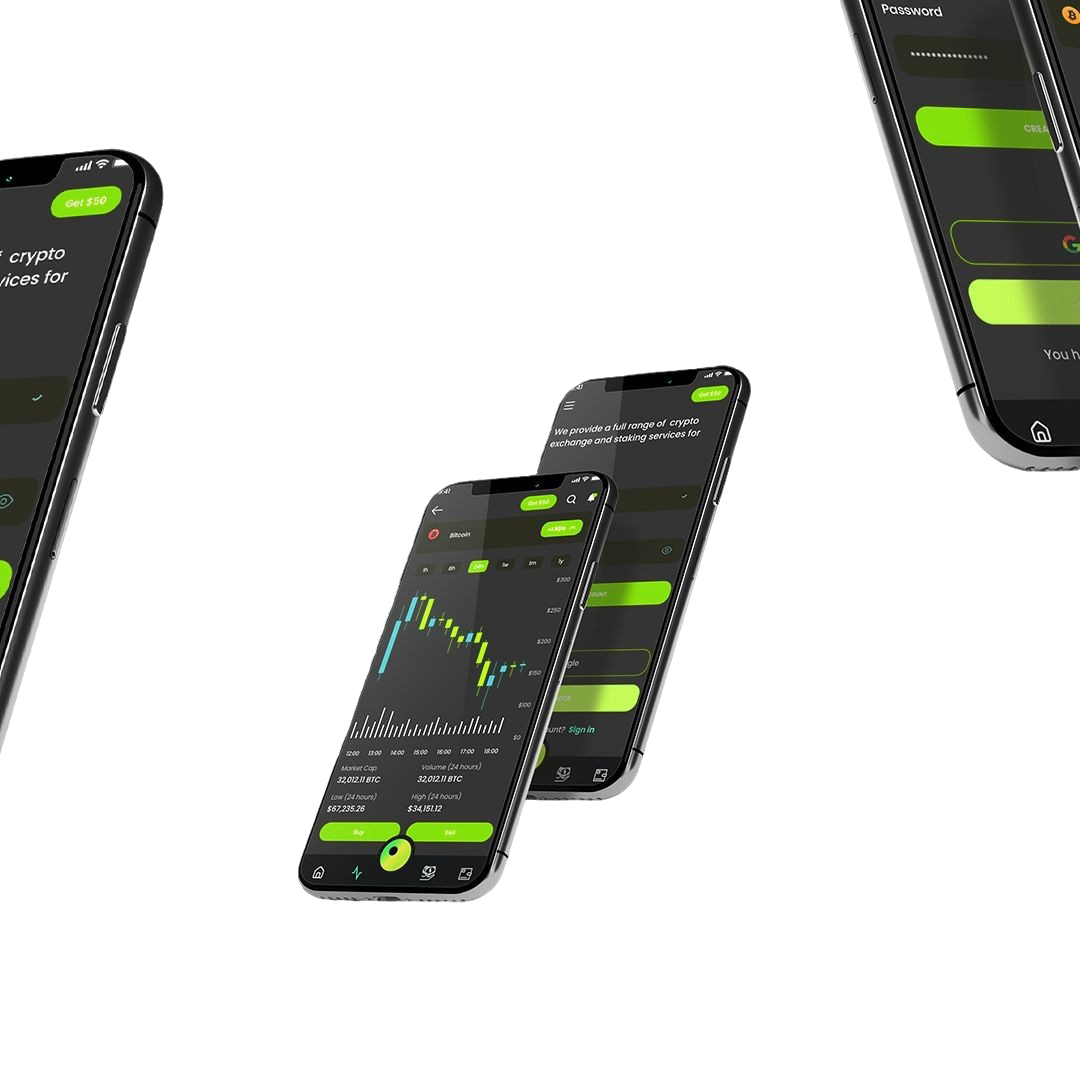 Get $50
crypto
vices for
Password
CREA
You h
9:41
Get $50
We provide a full range of crypto
exchange and staking services for
COUNT
gle
ook
unt? Sign in
9:41
Get $50
Bitcoin
1h 6h 24h 1w 1m 1y
$300
$250
$200
$150
$100
$0
12:00 13:00 14:00 15:00 16:00 17:00 18:00
Market Cap Volume (24 hours)
32,012.11 BTC 32,012.11 BTC
Low (24 hours) High (24 hours)
$67,235.26 $34,151.12
Buy Sell